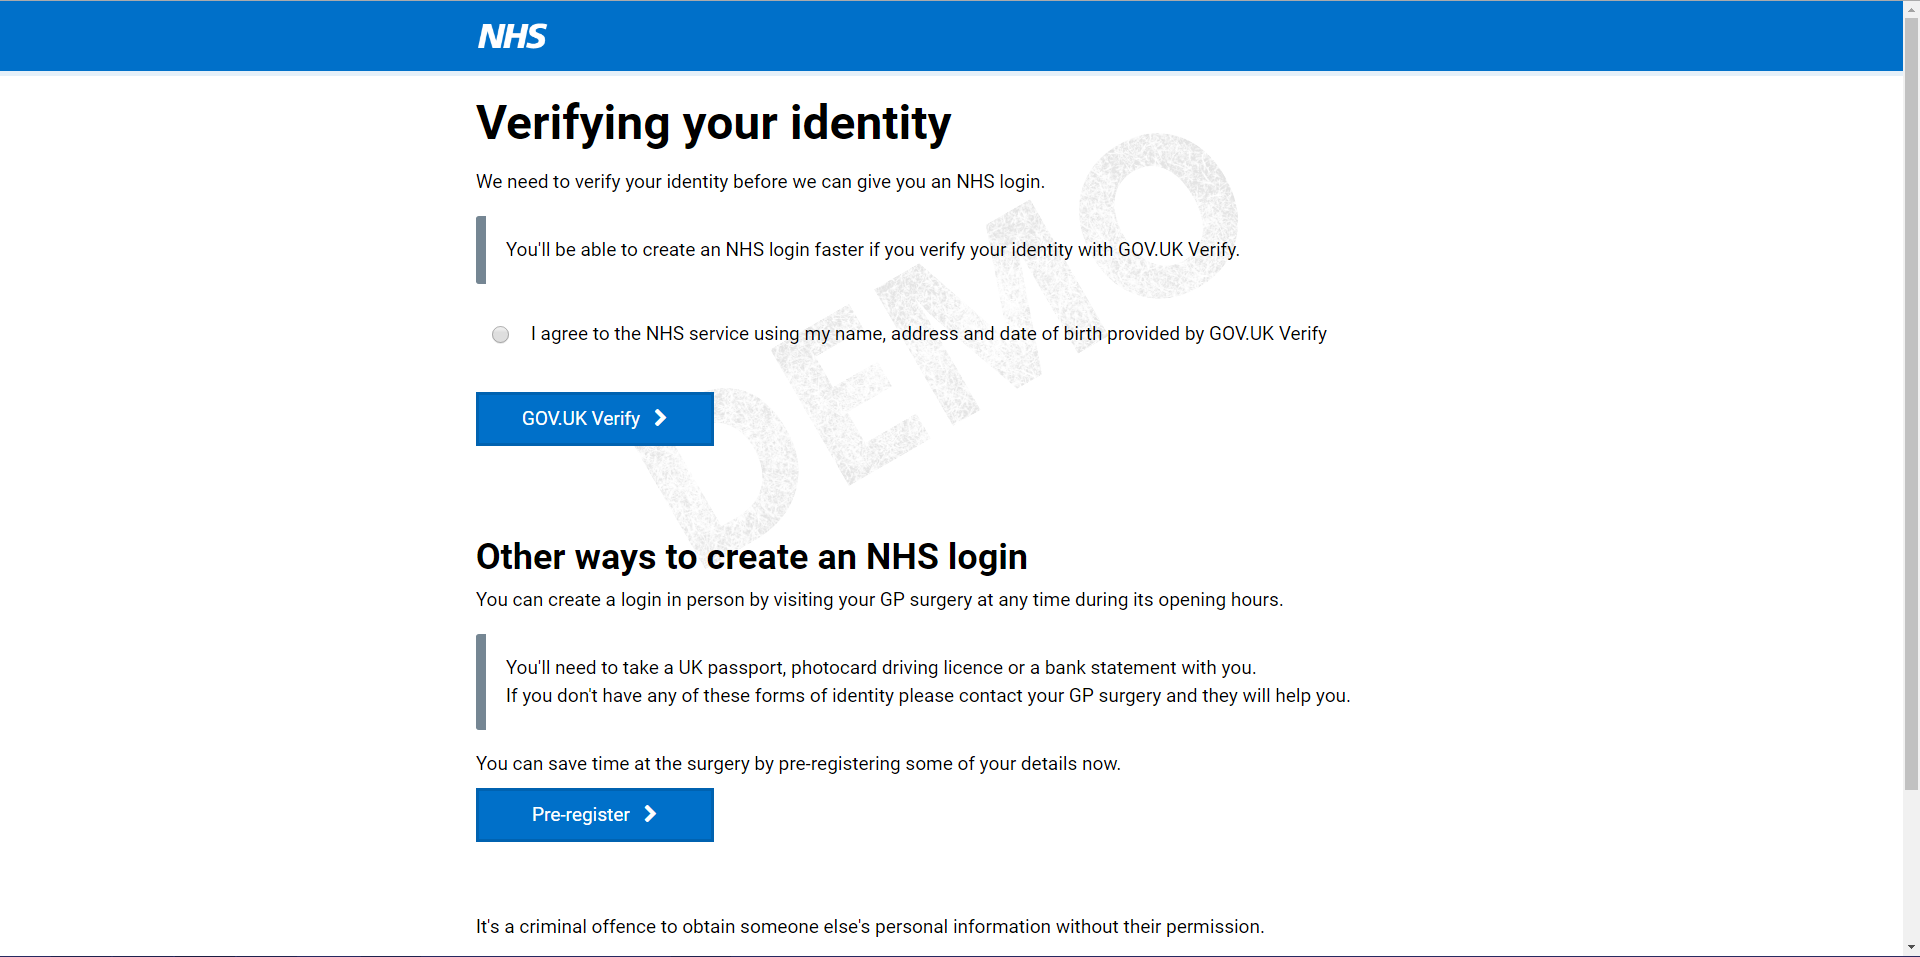 NHS
Verifying your identity
We need to verify your identity before we can give you an NHS login.
You'll be able to create an NHS login faster if you verify your identity with GOV.UK Verify.
I agree to the NHS service using my name, address and date of birth provided by GOV.UK Verify
GOV.UK Verify
DEMO
Other ways to create an NHS login
You can create a login in person by visiting your GP surgery at any time during its opening hours.
You'll need to take a UK passport, photocard driving licence or a bank statement with you.
If you don't have any of these forms of identity please contact your GP surgery and they will help you.
You can save time at the surgery by pre-registering some of your details now.
Pre-register
It's a criminal offence to obtain someone else's personal information without their permission.